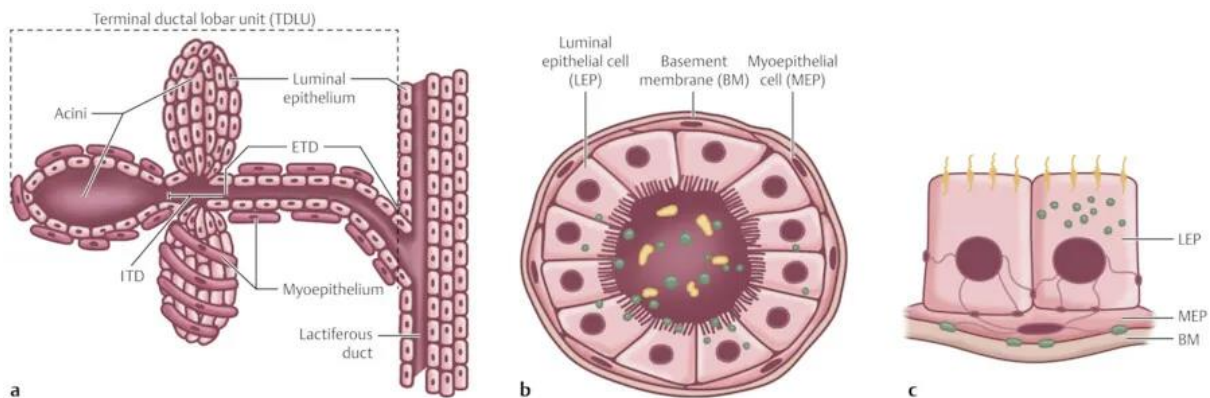 Terminal ductal lobar unit (TDLU)
Acini
Luminal
epithelium
ETD
ITD
Myoepithelium
Lactiferous
duct
a
Luminal
epithelial cell
(LEP)
Basement
membrane (BM)
Myoepithelial
cell (MEP)
b
LEP
MEP
BM
c